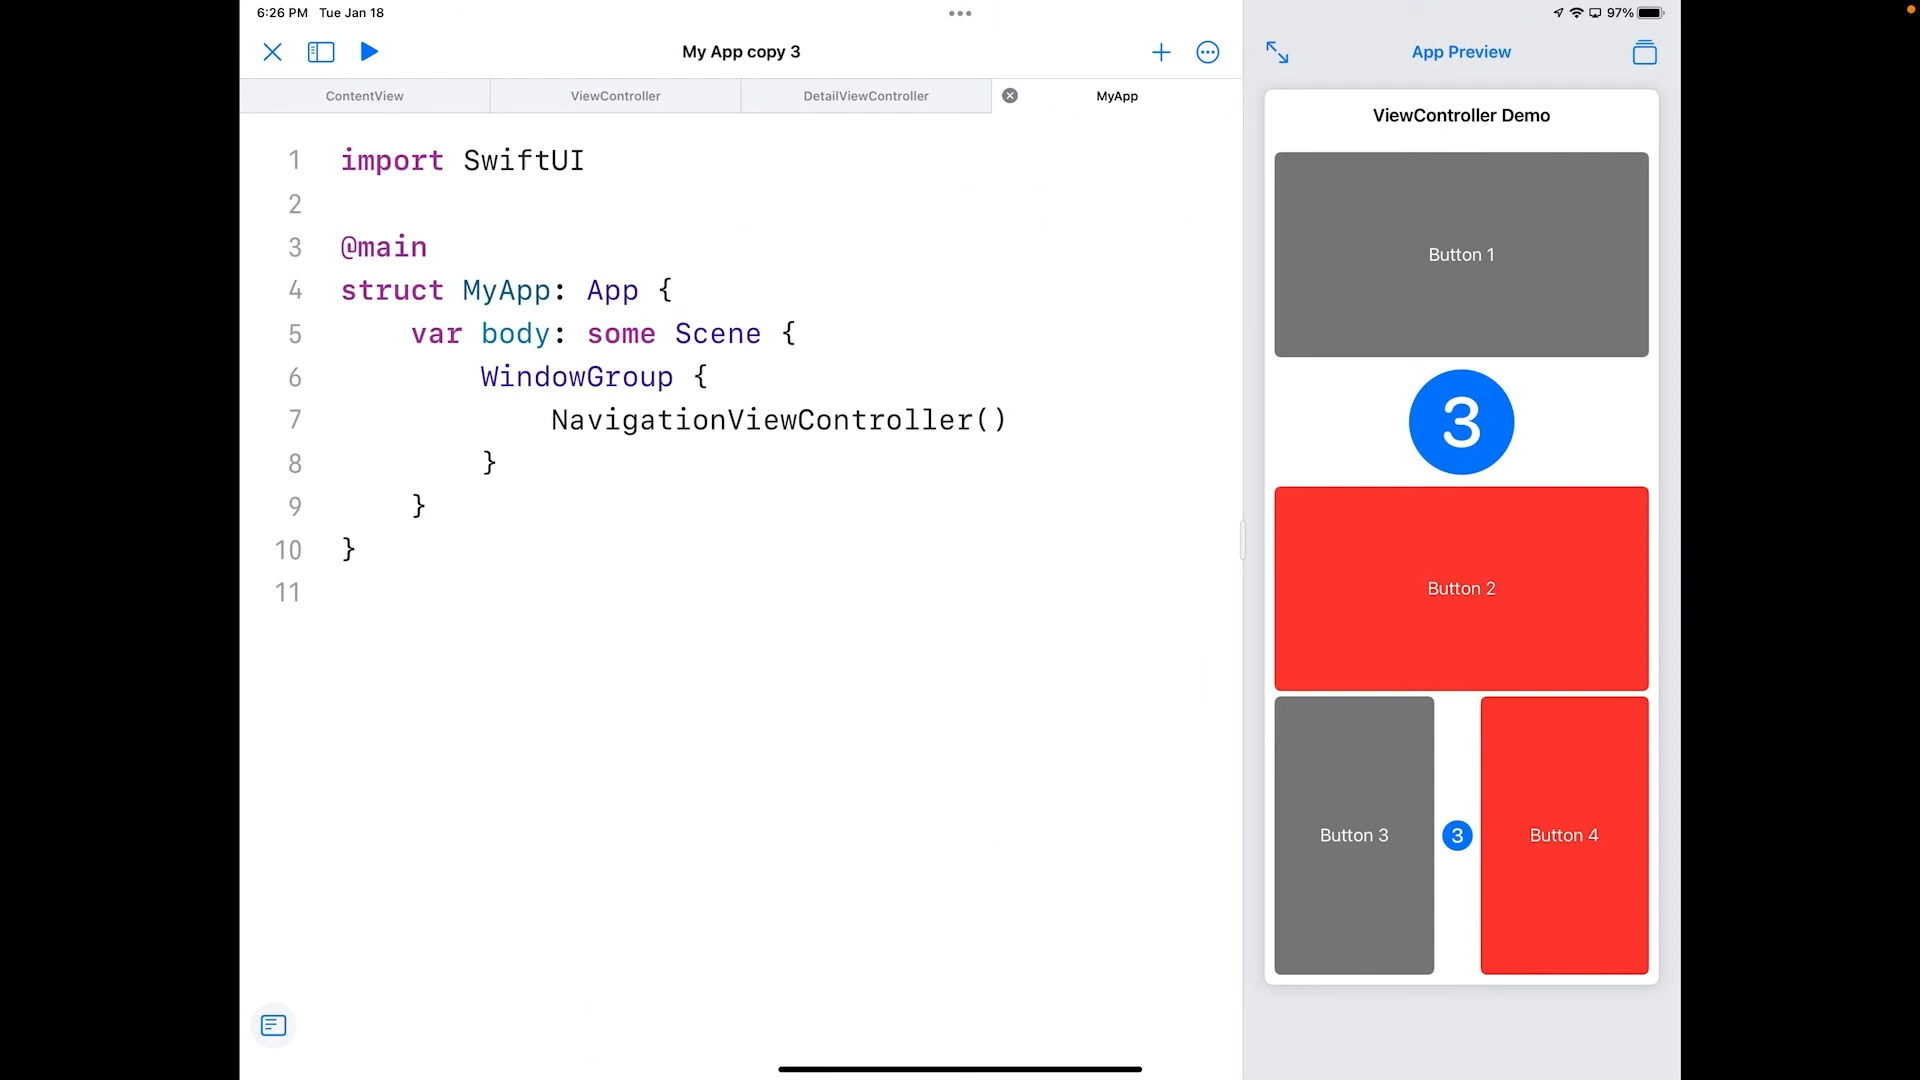 6:26 PM Tue Jan 18
97%
My App copy 3
App Preview
ContentView
ViewController
DetailViewController
MyApp
1 import SwiftUI
2
3 @main
4 struct MyApp: App {
5 var body: some Scene {
6 WindowGroup {
7 NavigationViewController()
8 }
9 }
10 }
11
ViewController Demo
Button 1
3
Button 2
Button 3
3
Button 4